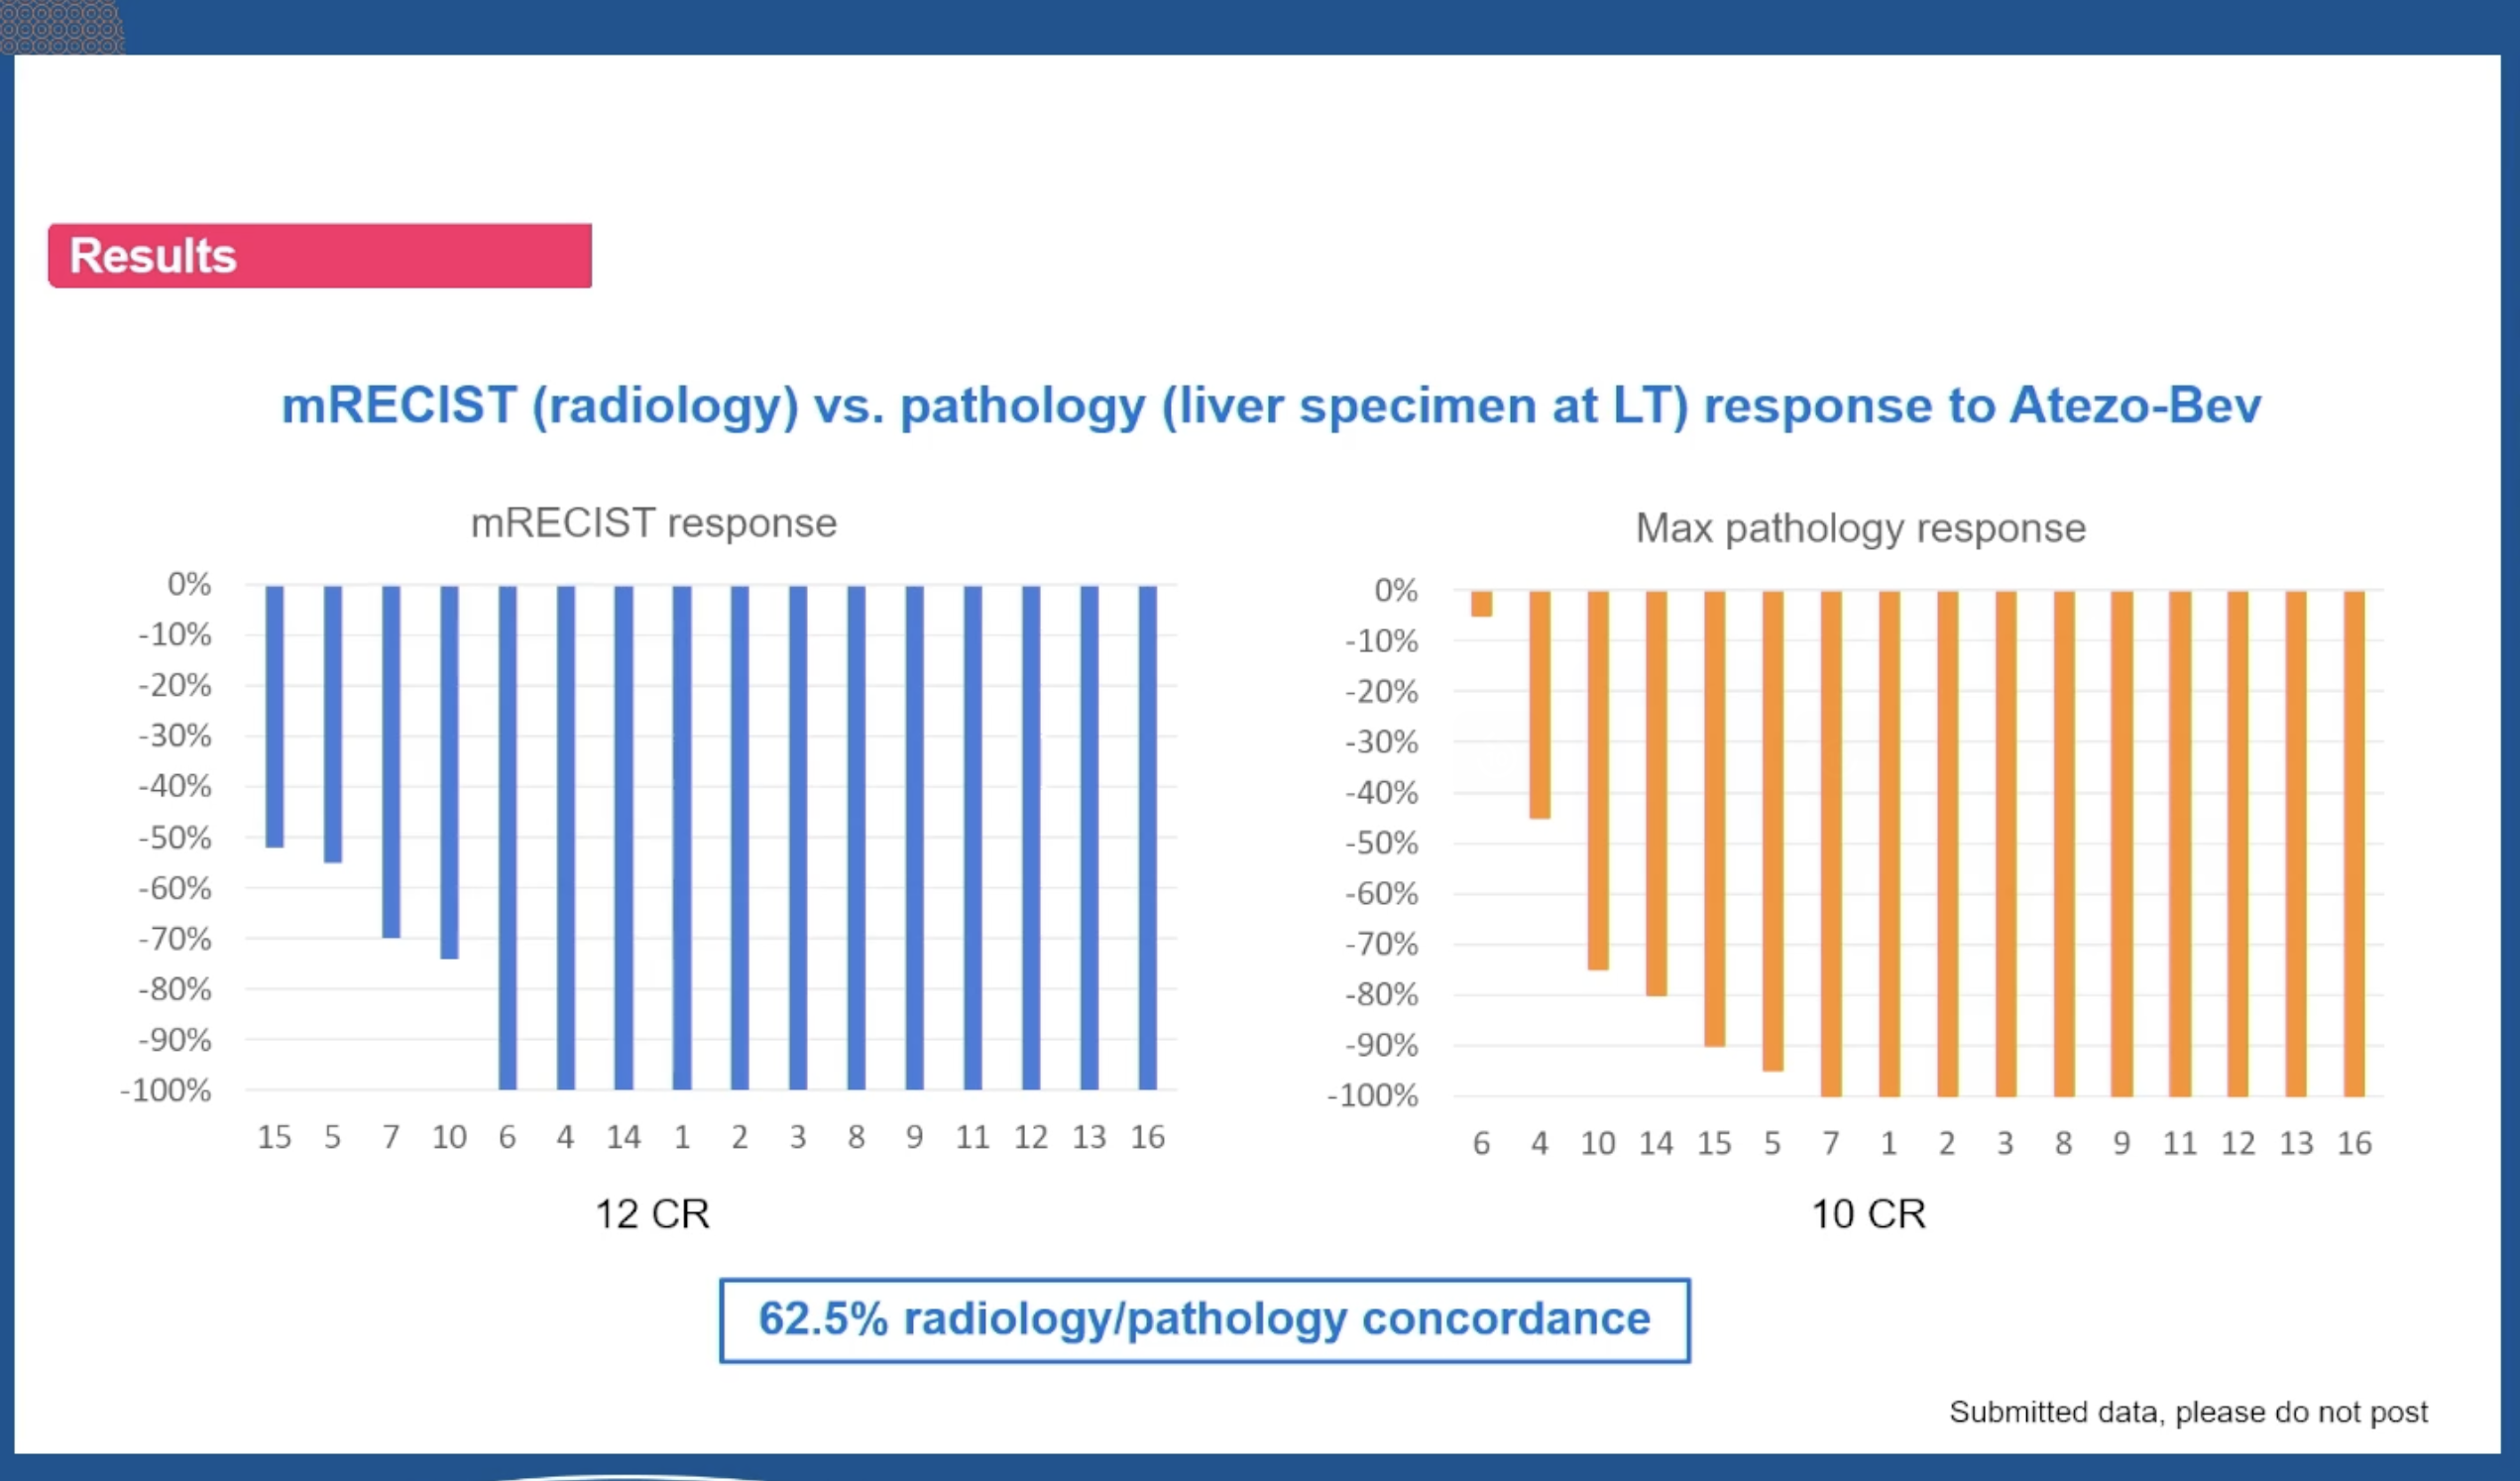 Results
mRECIST (radiology) vs. pathology (liver specimen at LT) response to Atezo-Bev
mRECIST response
0%
-10%
-20%
-30%
-40%
-50%
-60%
-70%
-80%
-90%
-100%
15 5 7 10 6 4 14 1 2 3 8 9 11 12 13 16
12 CR
Max pathology response
0%
-10%
-20%
-30%
-40%
-50%
-60%
-70%
-80%
-90%
-100%
6 4 10 14 15 5 7 1 2 3 8 9 11 12 13 16
10 CR
62.5% radiology/pathology concordance
Submitted data, please do not post